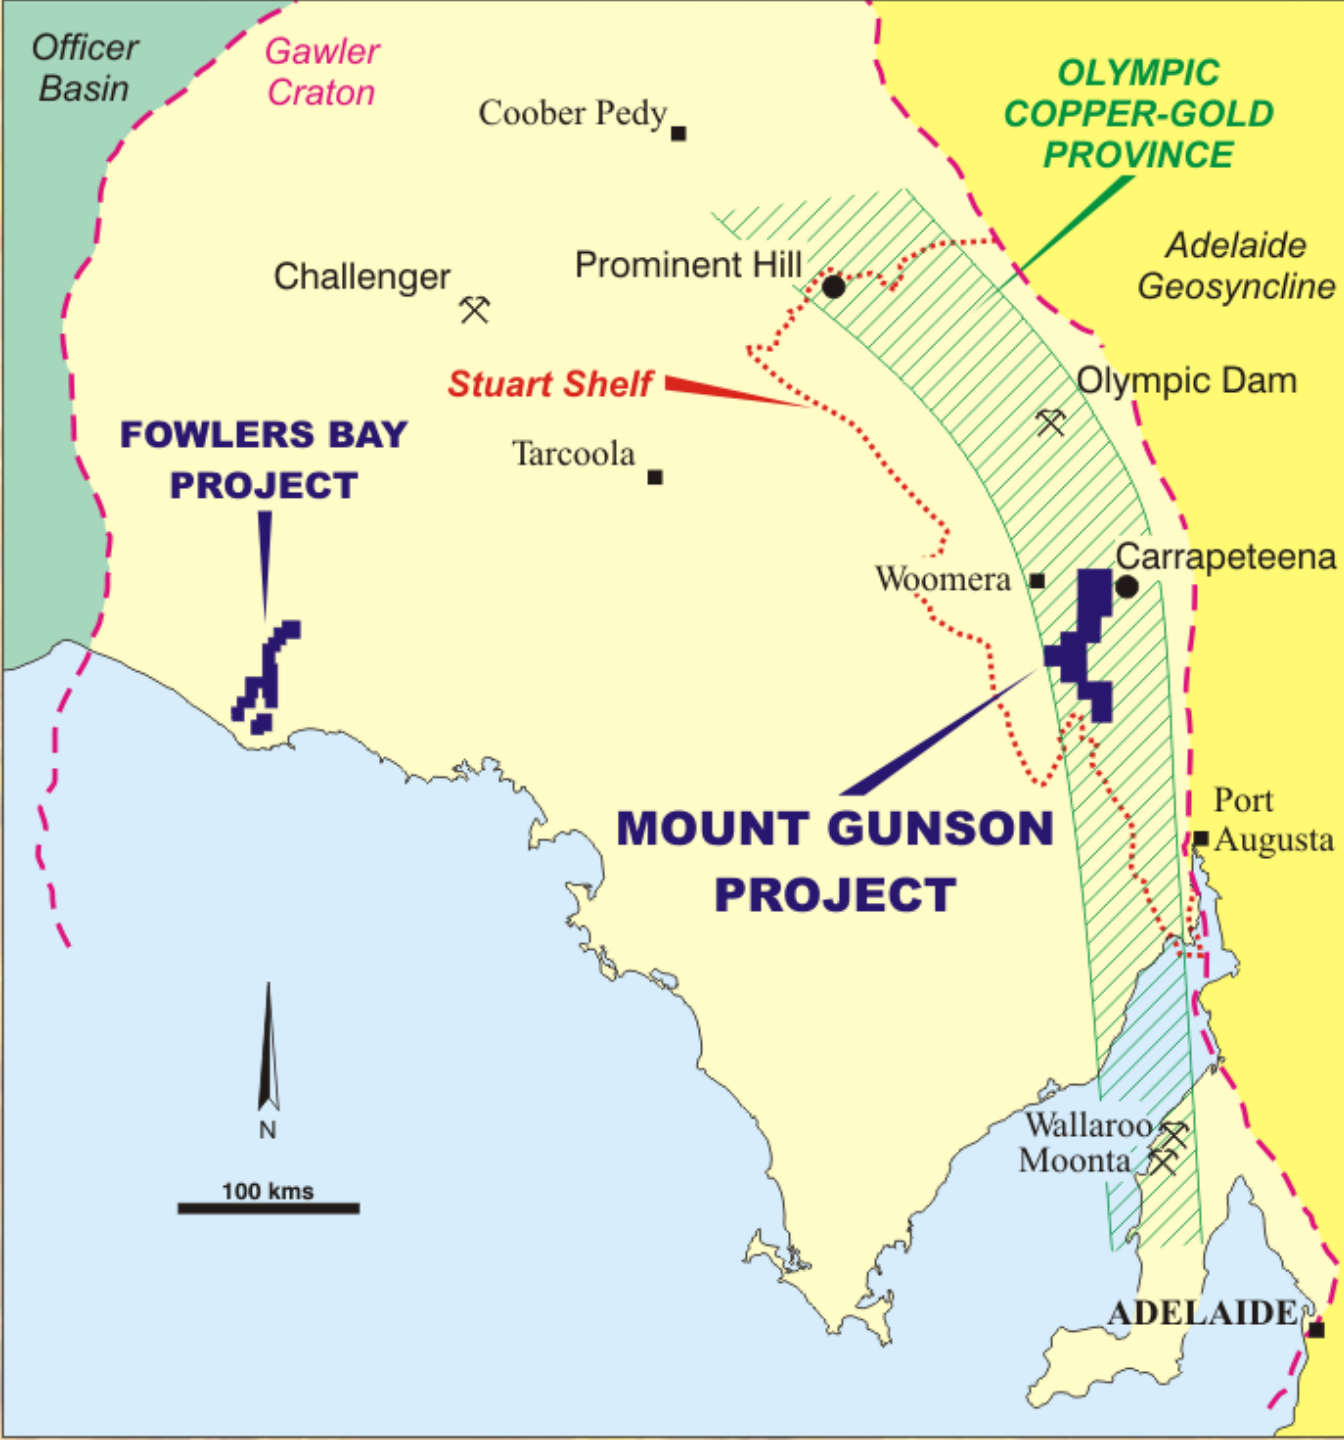 Officer
Basin
Gawler
Craton
Coober Pedy
OLYMPIC
COPPER-GOLD
PROVINCE
Adelaide
Geosyncline
Prominent Hill
Challenger
Stuart Shelf
Olympic Dam
FOWLERS BAY
PROJECT
Tarcoola
Carrapeteena
Woomera
MOUNT GUNSON
PROJECT
Port
Augusta
N
100 kms
Wallaroo
Moonta
ADELAIDE